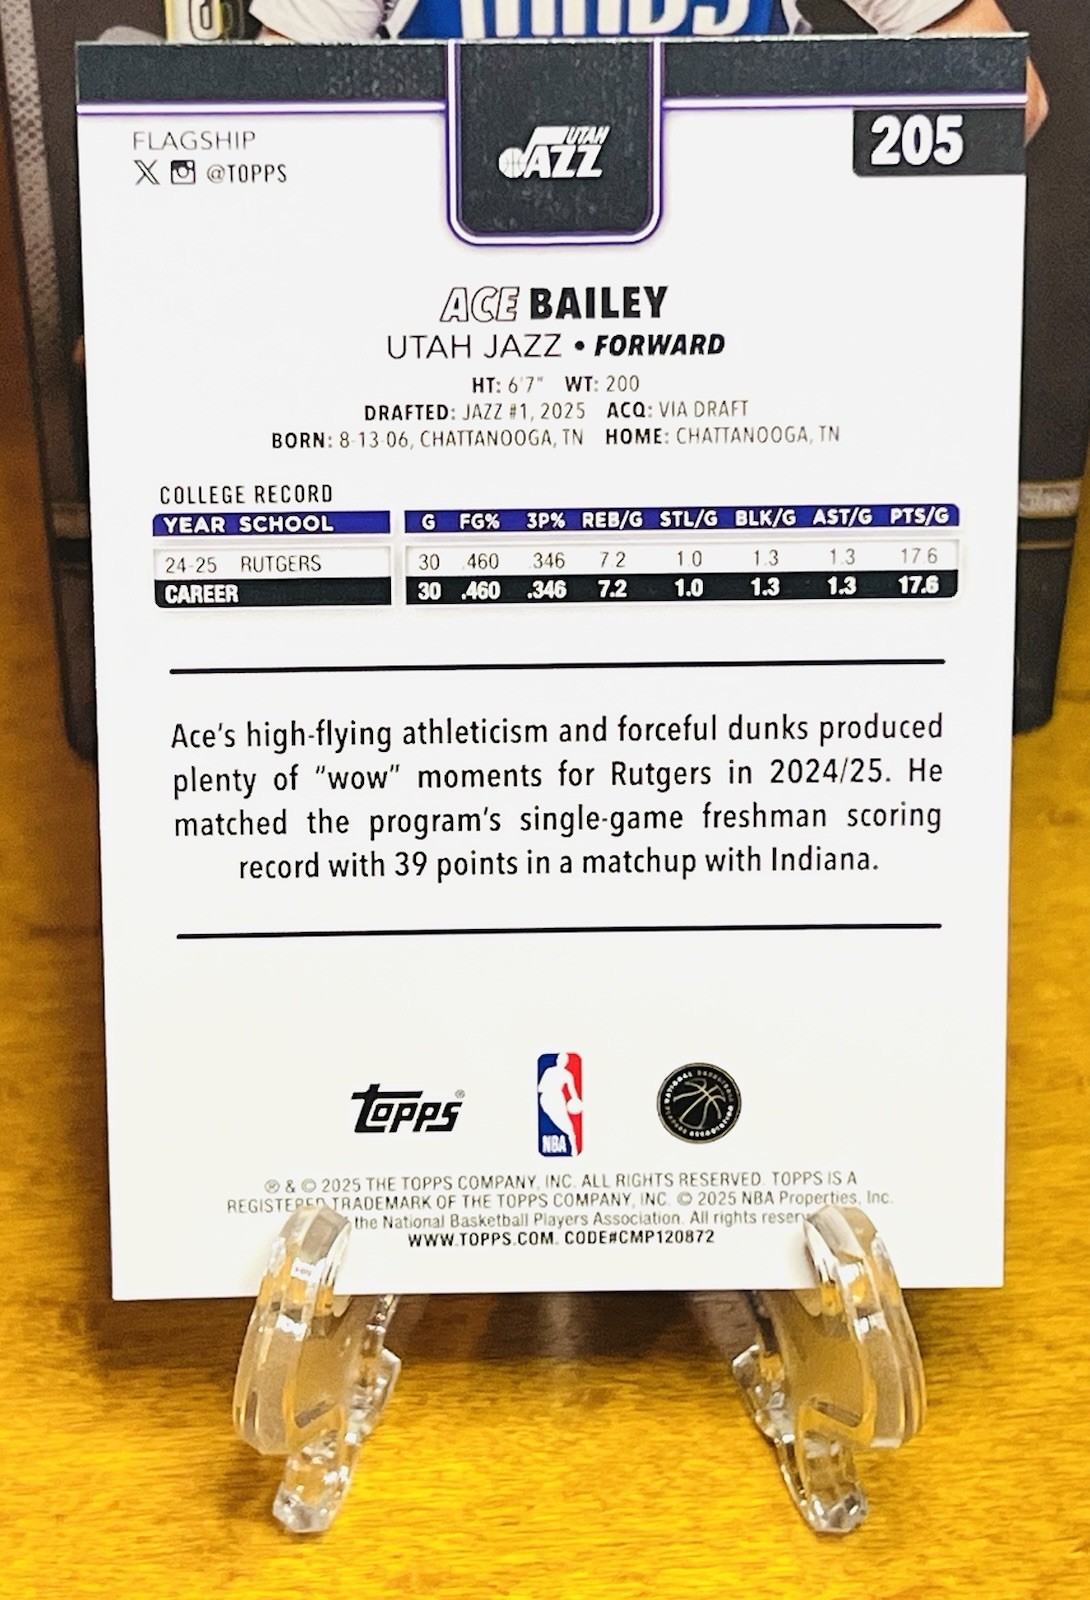 FLAGSHIP
@TOPPS
UTAH
JAZZ
205
ACE BAILEY
UTAH JAZZ • FORWARD
HT: 6'7" WT: 200
DRAFTED: JAZZ #1, 2025 ACQ: VIA DRAFT
BORN: 8-13-06, CHATTANOOGA, TN HOME: CHATTANOOGA, TN
COLLEGE RECORD
YEAR SCHOOL G FG% 3P% REB/G STL/G BLK/G AST/G PTS/G
24-25 RUTGERS 30 .460 .346 7.2 1.0 1.3 1.3 17.6
CAREER 30 .460 .346 7.2 1.0 1.3 1.3 17.6
Ace's high-flying athleticism and forceful dunks produced
plenty of "wow" moments for Rutgers in 2024/25. He
matched the program's single-game freshman scoring
record with 39 points in a matchup with Indiana.
Topps®
NBA
® & © 2025 THE TOPPS COMPANY, INC. ALL RIGHTS RESERVED. TOPPS IS A
REGISTERED TRADEMARK OF THE TOPPS COMPANY, INC. © 2025 NBA Properties, Inc.
the National Basketball Players Association. All rights reser
WWW.TOPPS.COM. CODE#CMP120872